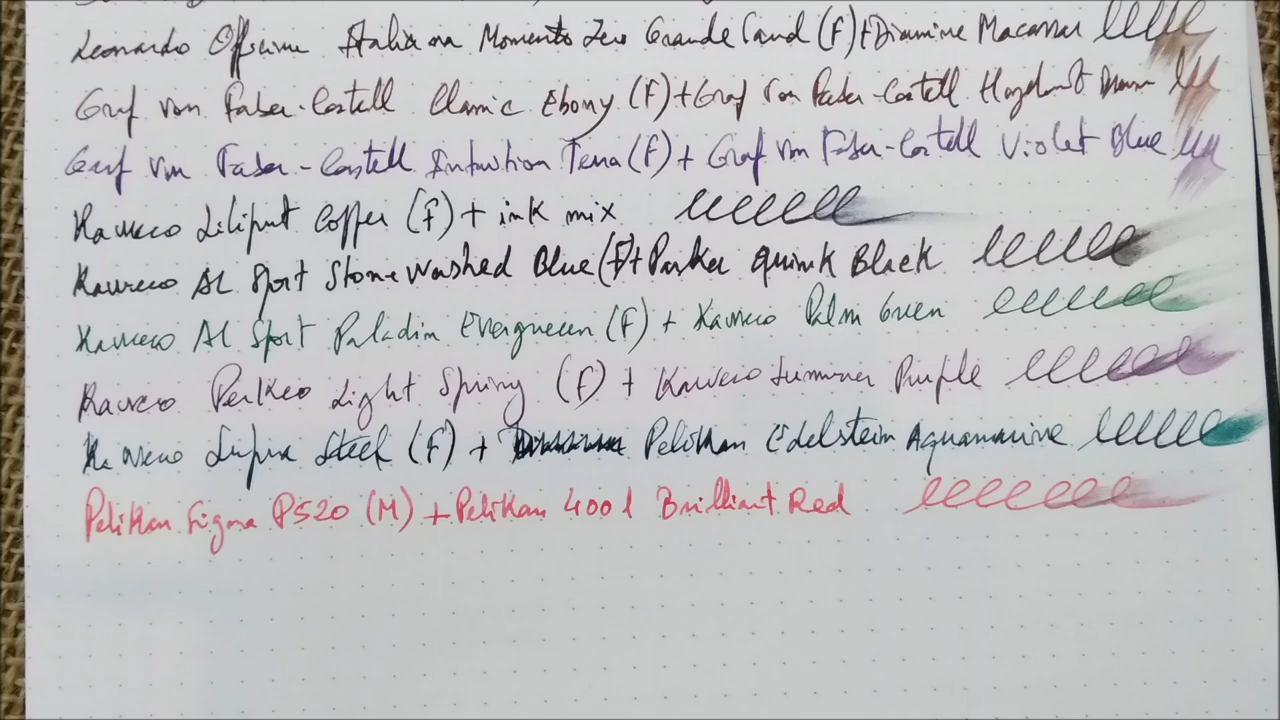 Leonardo Officina Italiana Momento Zero Grande Sand (F)+Diamine Macassar
Graf von Faber-Castell Classic Ebony (F)+Graf von Faber-Castell Hazelnut Brown
Graf von Faber-Castell Intuition Terra (F) + Graf von Faber-Castell Violet Blue
Kaweco Liliput Copper (F) + ink mix
Kaweco AL Sport Stonewashed Blue (F)+Parker Quink Black
Kaweco AL Sport Paladin Evergreen (F) + Kaweco Palm Green
Kaweco Perkeo Light Spring (F) + Kaweco Summer Purple
Kaweco Supra Steel (F) + Pelikan Edelstein Aquamarine
Pelikan Signa P520 (M) + Pelikan 4001 Brilliant Red